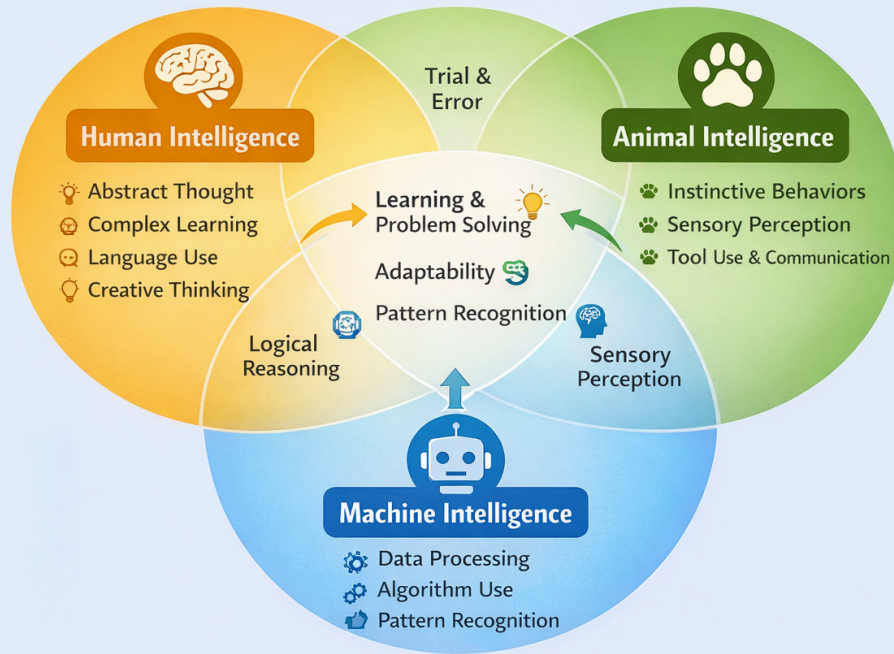 Trial &
Error
Human Intelligence
Abstract Thought
Complex Learning
Language Use
Creative Thinking
Animal Intelligence
Instinctive Behaviors
Sensory Perception
Tool Use & Communication
Learning &
Problem Solving
Adaptability
Pattern Recognition
Logical
Reasoning
Sensory
Perception
Machine Intelligence
Data Processing
Algorithm Use
Pattern Recognition